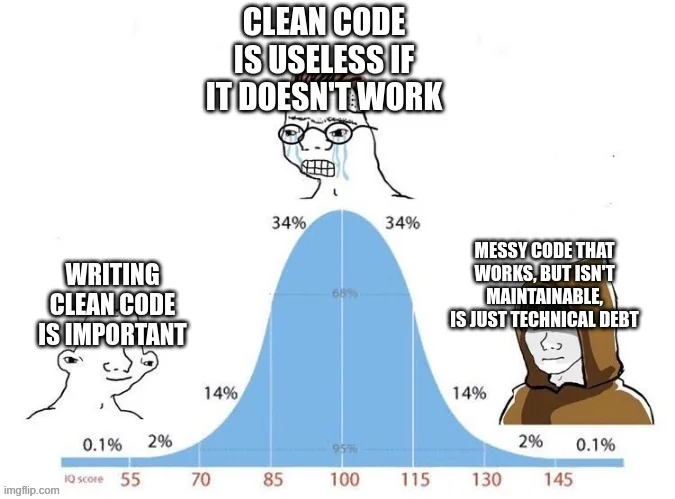 CLEAN CODE
IS USELESS IF
IT DOESN'T WORK
WRITING
CLEAN CODE
IS IMPORTANT
MESSY CODE THAT
WORKS, BUT ISN'T
MAINTAINABLE,
IS JUST TECHNICAL DEBT
34% 34%
68%
14% 14%
0.1% 2% 95% 2% 0.1%
IQ score 55 70 85 100 115 130 145
imgflip.com